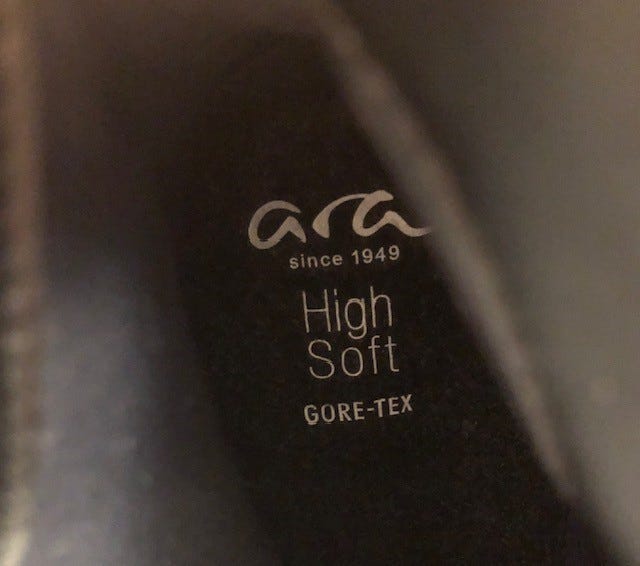 ara
since 1949
High
Soft
GORE-TEX